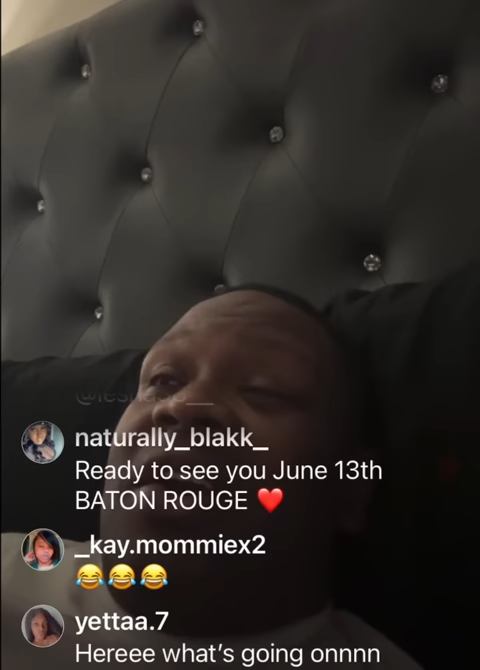 naturally_blakk_
Ready to see you June 13th
BATON ROUGE ❤️
_kay.mommiex2
😂😂😂
yettaa.7
Hereee what's going onnnn